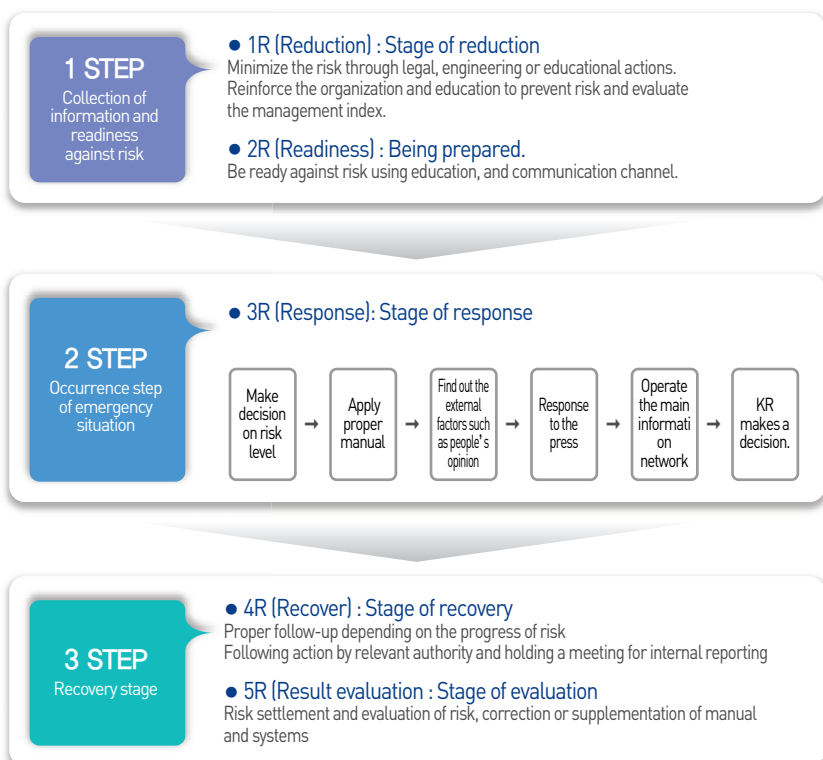 1 STEP
Collection of
information and
readiness
against risk
● 1R (Reduction) : Stage of reduction
Minimize the risk through legal, engineering or educational actions.
Reinforce the organization and education to prevent risk and evaluate
the management index.
● 2R (Readiness) : Being prepared.
Be ready against risk using education, and communication channel.
2 STEP
Occurrence step
of emergency
situation
● 3R (Response): Stage of response
Make
decision
on risk
level
→
Apply
proper
manual
→
Find out the
external
factors such
as people's
opinion
→
Response
to the
press
→
Operate
the main
informati
on
network
→
KR
makes a
decision.
3 STEP
Recovery stage
● 4R (Recover) : Stage of recovery
Proper follow-up depending on the progress of risk
Following action by relevant authority and holding a meeting for internal reporting
● 5R (Result evaluation : Stage of evaluation
Risk settlement and evaluation of risk, correction or supplementation of manual
and systems